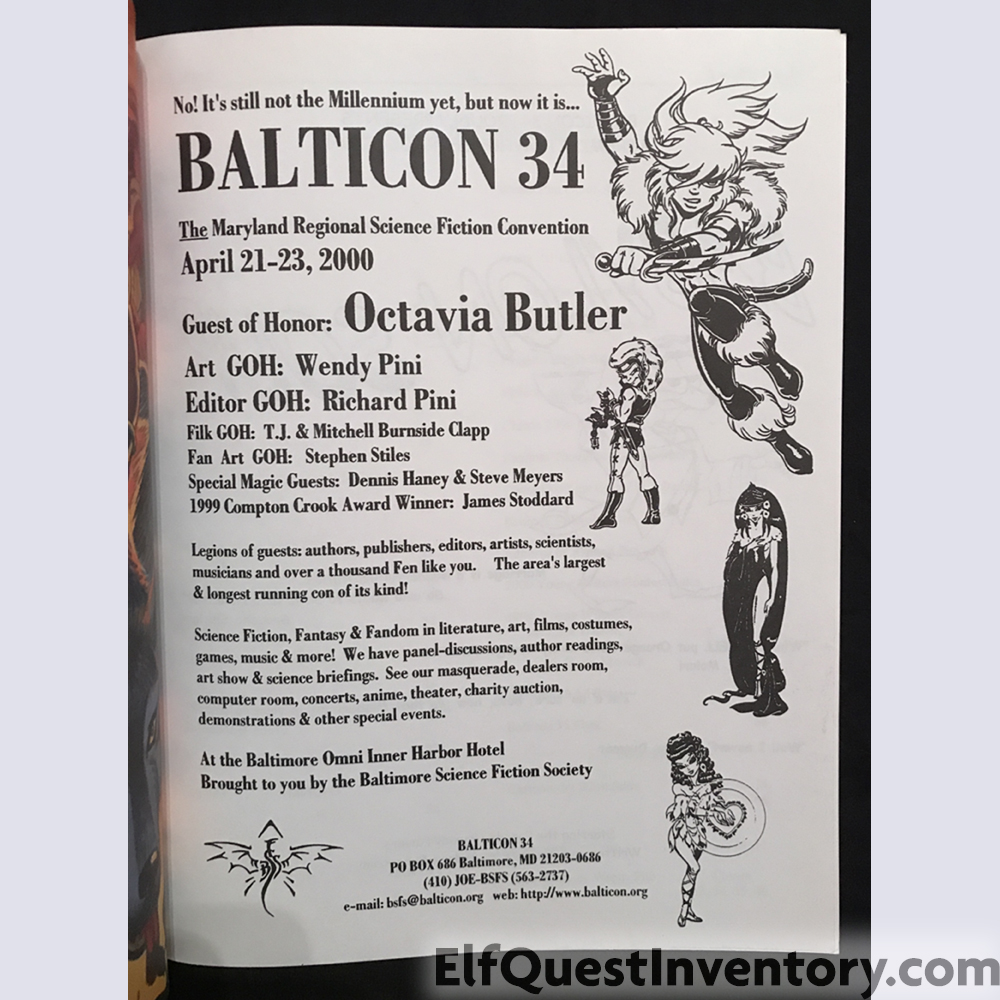 No! It's still not the Millennium yet, but now it is...
BALTICON 34
The Maryland Regional Science Fiction Convention
April 21-23, 2000
Guest of Honor: Octavia Butler
Art GOH: Wendy Pini
Editor GOH: Richard Pini
Filk GOH: T.J. & Mitchell Burnside Clapp
Fan Art GOH: Stephen Stiles
Special Magic Guests: Dennis Haney & Steve Meyers
1999 Compton Crook Award Winner: James Stoddard
Legions of guests: authors, publishers, editors, artists, scientists,
musicians and over a thousand Fen like you. The area's largest
& longest running con of its kind!
Science Fiction, Fantasy & Fandom in literature, art, films, costumes,
games, music & more! We have panel-discussions, author readings,
art show & science briefings. See our masquerade, dealers room,
computer room, concerts, anime, theater, charity auction,
demonstrations & other special events.
At the Baltimore Omni Inner Harbor Hotel
Brought to you by the Baltimore Science Fiction Society
BALTICON 34
PO BOX 686 Baltimore, MD 21203-0686
(410) JOE-BSFS (563-2737)
e-mail: bsfs@balticon.org web: http://www.balticon.org
ElfQuestInventory.com